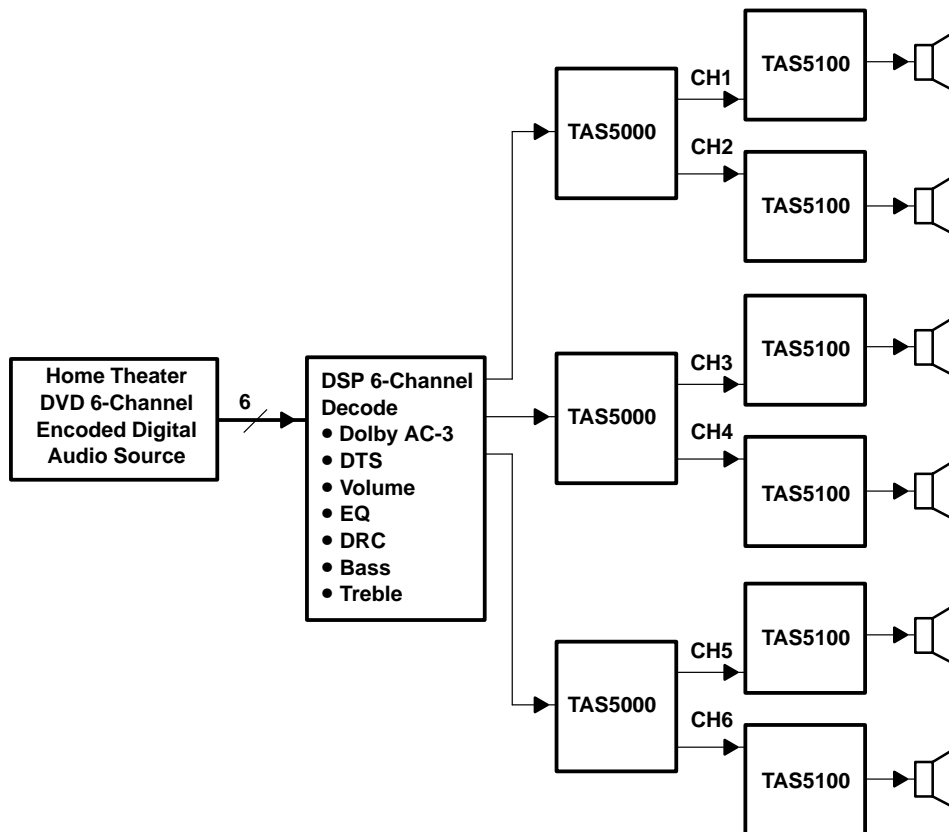 Home Theater
DVD 6-Channel
Encoded Digital
Audio Source
6
DSP 6-Channel
Decode
● Dolby AC-3
● DTS
● Volume
● EQ
● DRC
● Bass
● Treble
TAS5000
CH1
TAS5100
CH2
TAS5100
TAS5000
CH3
TAS5100
CH4
TAS5100
TAS5000
CH5
TAS5100
CH6
TAS5100